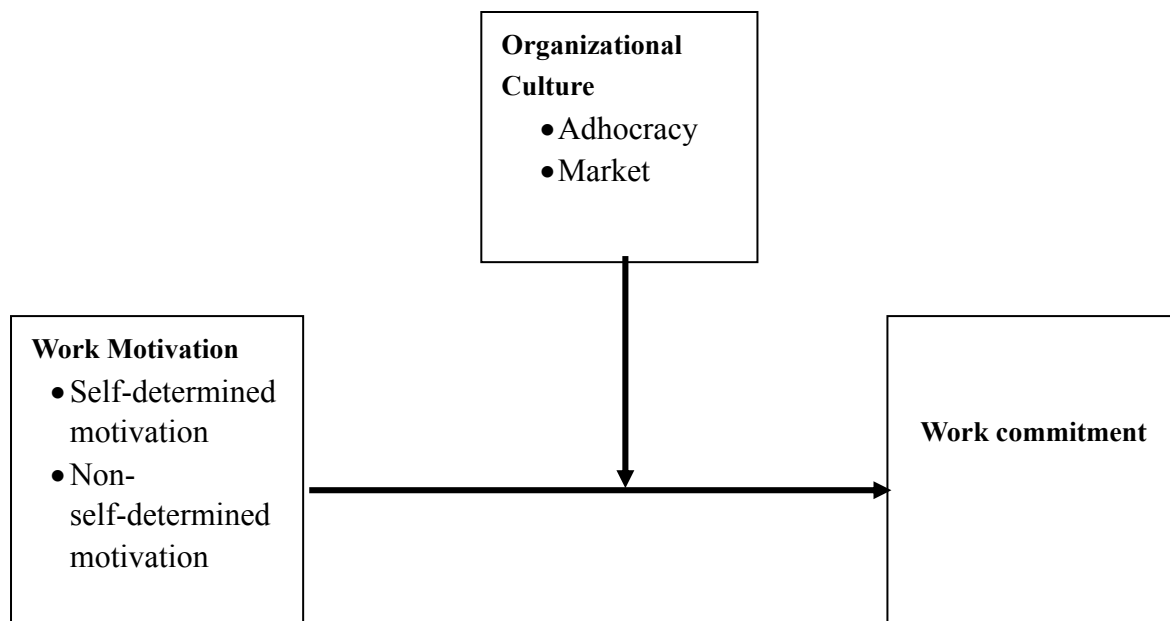 Organizational
Culture
•Adhocracy
•Market
Work Motivation
•Self-determined
motivation
•Non-
self-determined
motivation
Work commitment